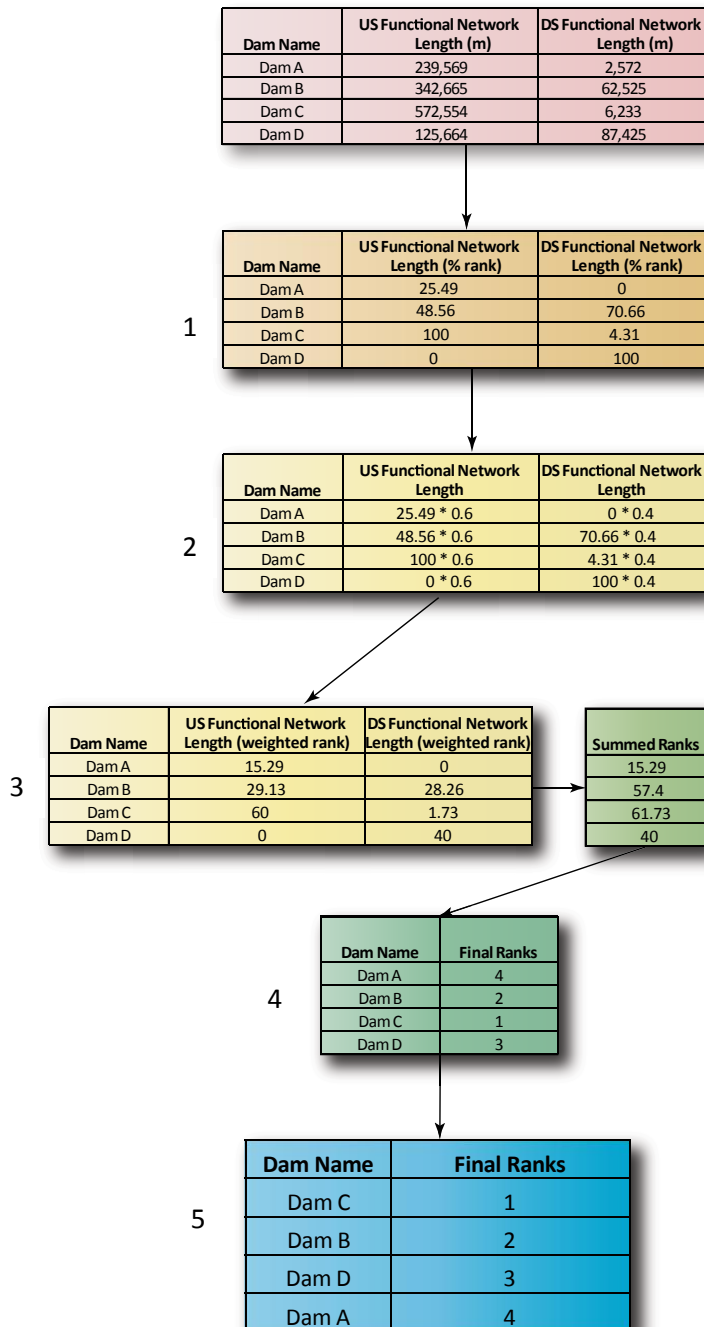 US Functional Network DS Functional Network
Dam Name Length (m) Length (m)
Dam A 239,569 2,572
Dam B 342,665 62,525
Dam C 572,554 6,233
Dam D 125,664 87,425
US Functional Network DS Functional Network
Dam Name Length (% rank) Length (% rank)
Dam A 25.49 0
1
Dam B 48.56 70.66
Dam C 100 4.31
Dam D 0 100
US Functional Network DS Functional Network
Dam Name Length Length
Dam A 25.49 * 0.6 0 * 0.4
2
Dam B 48.56 * 0.6 70.66 * 0.4
Dam C 100 * 0.6 4.31 * 0.4
Dam D 0 * 0.6 100 * 0.4
US Functional Network DS Functional Network
Dam Name Length (weighted rank) Length (weighted rank) Summed Ranks
Dam A 15.29 0 15.29
3
Dam B 29.13 28.26 57.4
Dam C 60 1.73 61.73
Dam D 0 40 40
Dam Name Final Ranks
Dam A 4
4
Dam B 2
Dam C 1
Dam D 3
Dam Name Final Ranks
Dam C 1
5
Dam B 2
Dam D 3
Dam A 4